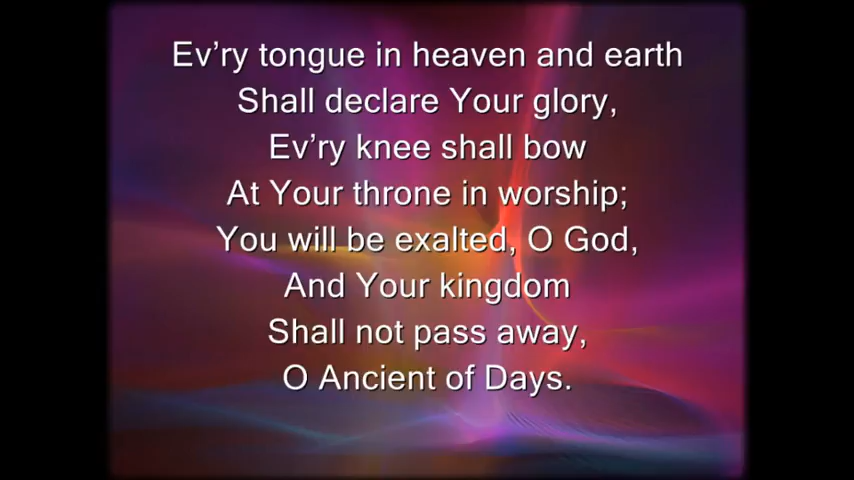 Ev’ry tongue in heaven and earth
Shall declare Your glory,
Ev’ry knee shall bow
At Your throne in worship;
You will be exalted, O God,
And Your kingdom
Shall not pass away,
O Ancient of Days.